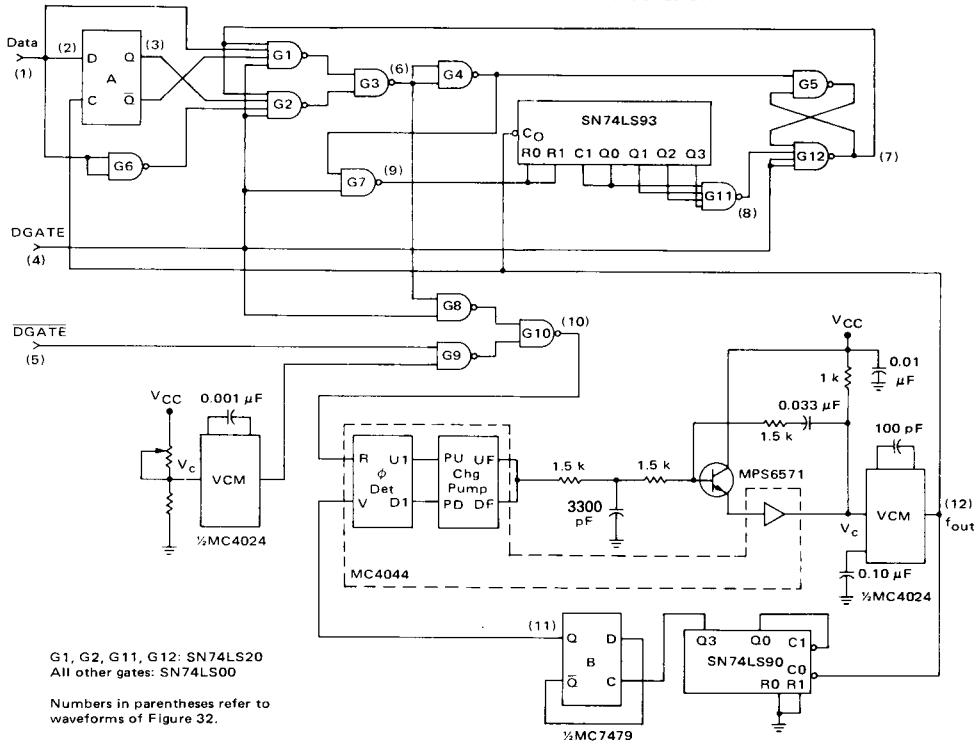 Data
(1)
(2)
D
Q
(3)
A
C
Q
G1
G2
G3
(6)
G4
G5
G6
G7
(9)
SN74LS93
C0
R0 R1 C1 Q0 Q1 Q2 Q3
G11
(8)
G12
(7)
DGATE
(4)
DGATE
(5)
G8
G9
G10
(10)
VCC
0.001 μF
VC
VCM
½MC4024
R
V
φ
Det
U1
D1
PU
PD
Chg
Pump
UF
DF
MC4044
1.5 k
3300
pF
1.5 k
MPS6571
VCC
0.01
μF
1 k
0.033 μF
1.5 k
100 pF
VC
VCM
(12)
fout
0.10 μF
½MC4024
(11)
Q
D
B
Q
C
½MC7479
Q3
Q0
C1
SN74LS90
C0
R0 R1
G1, G2, G11, G12: SN74LS20
All other gates: SN74LS00
Numbers in parentheses refer to
waveforms of Figure 32.